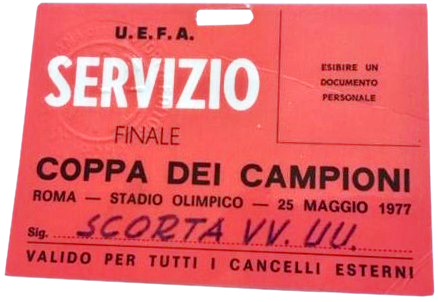 U.E.F.A.
SERVIZIO
ESIBIRE UN
DOCUMENTO
PERSONALE
FINALE
COPPA DEI CAMPIONI
ROMA — STADIO OLIMPICO — 25 MAGGIO 1977
Sig. SCORTA VV. UU.
VALIDO PER TUTTI I CANCELLI ESTERNI